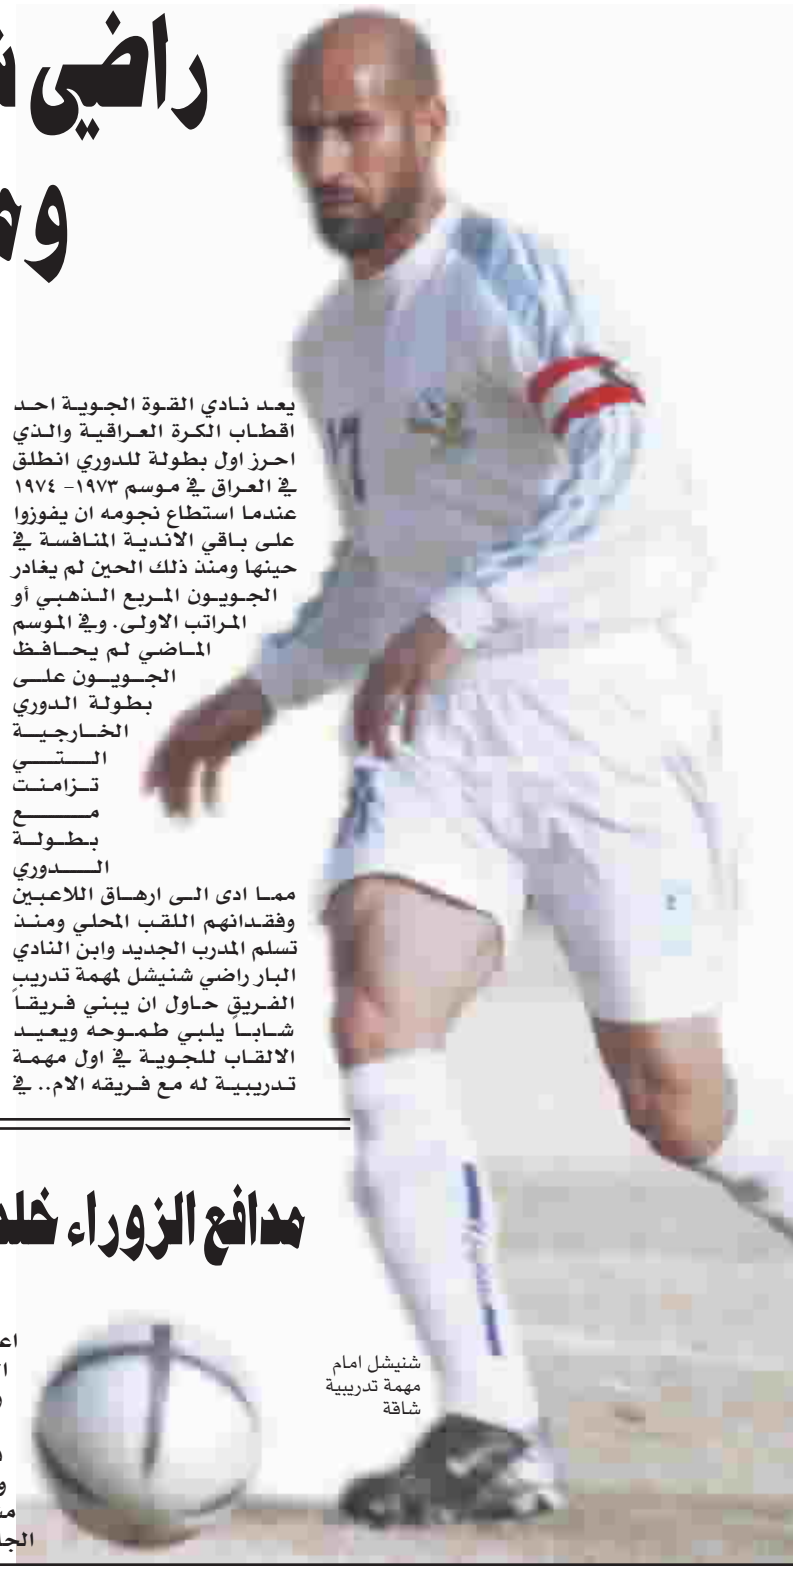 راضي
يعد نادي القوة الجوية احد
اقطاب الكرة العراقية والذي
احرز اول بطولة للدوري انطلق
في العراق في موسم ١٩٧٣- ١٩٧٤
عندما استطاع نجومه ان يفوزوا
على باقي الاندية المنافسة في
حينها ومنذ ذلك الحين لم يغادر
الجويون المربع الذهبي أو
المراتب الاولى. وفي الموسم
الماضي لم يحافظ
الجويون على
بطولة الدوري
الخارجية
التي
تزامنت
مع
بطولة
الدوري
مما ادى الى ارهاق اللاعبين
وفقدانهم اللقب المحلي ومنذ
تسلم المدرب الجديد وابن النادي
البار راضي شنيشل لمهمة تدريب
الفريق حاول ان يبني فريقاً
شاباً يلبي طموحه ويعيد
الالقاب للجوية في اول مهمة
تدريبية له مع فريقه الام.. في
مدافع الزوراء
شنيشل امام
مهمة تدريبية
شاقة